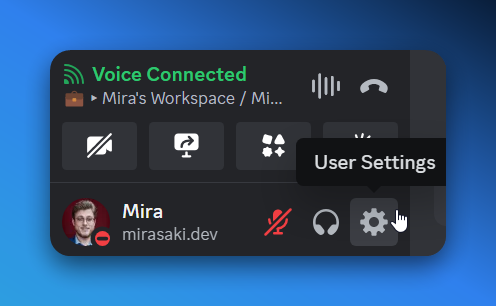 Voice Connected
Mira's Workspace / Mi...
User Settings
Mira
mirasaki.dev